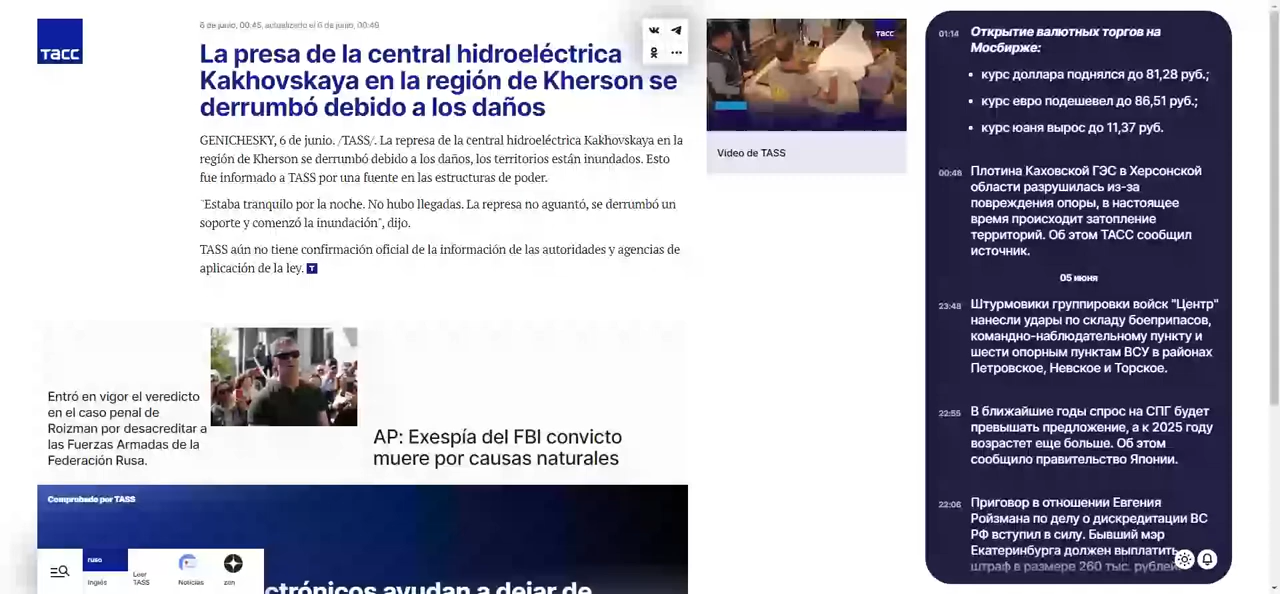 тасс
6 de junio, 00:45, actualizado el 6 de junio, 00:49
La presa de la central hidroeléctrica
Kakhovskaya en la región de Kherson se
derrumbó debido a los daños
GENICHESKY, 6 de junio. /TASS/. La represa de la central hidroeléctrica Kakhovskaya en la
región de Kherson se derrumbó debido a los daños, los territorios están inundados. Esto
fue informado a TASS por una fuente en las estructuras de poder.
"Estaba tranquilo por la noche. No hubo llegadas. La represa no aguantó, se derrumbó un
soporte y comenzó la inundación", dijo.
TASS aún no tiene confirmación oficial de la información de las autoridades y agencias de
aplicación de la ley.
тасс
Video de TASS
Entró en vigor el veredicto
en el caso penal de
Roizman por desacreditar a
las Fuerzas Armadas de la
Federación Rusa.
AP: Exespía del FBI convicto
muere por causas naturales
Comprobado por TASS
ctrónicos ayudan a dejar de
ruso
Inglés
Leer
TASS
Noticias
zen
01:14
Открытие валютных торгов на
Мосбирже:
• курс доллара поднялся до 81,28 руб.;
• курс евро подешевел до 86,51 руб.;
• курс юаня вырос до 11,37 руб.
00:48
Плотина Каховской ГЭС в Херсонской
области разрушилась из-за
повреждения опоры, в настоящее
время происходит затопление
территорий. Об этом ТАСС сообщил
источник.
05 июня
23:48
Штурмовики группировки войск "Центр"
нанесли удары по складу боеприпасов,
командно-наблюдательному пункту и
шести опорным пунктам ВСУ в районах
Петровское, Невское и Торское.
22:55
В ближайшие годы спрос на СПГ будет
превышать предложение, а к 2025 году
возрастет еще больше. Об этом
сообщило правительство Японии.
22:06
Приговор в отношении Евгения
Ройзмана по делу о дискредитации ВС
РФ вступил в силу. Бывший мэр
Екатеринбурга должен выплатить
штраф в размере 260 тыс. рублей.